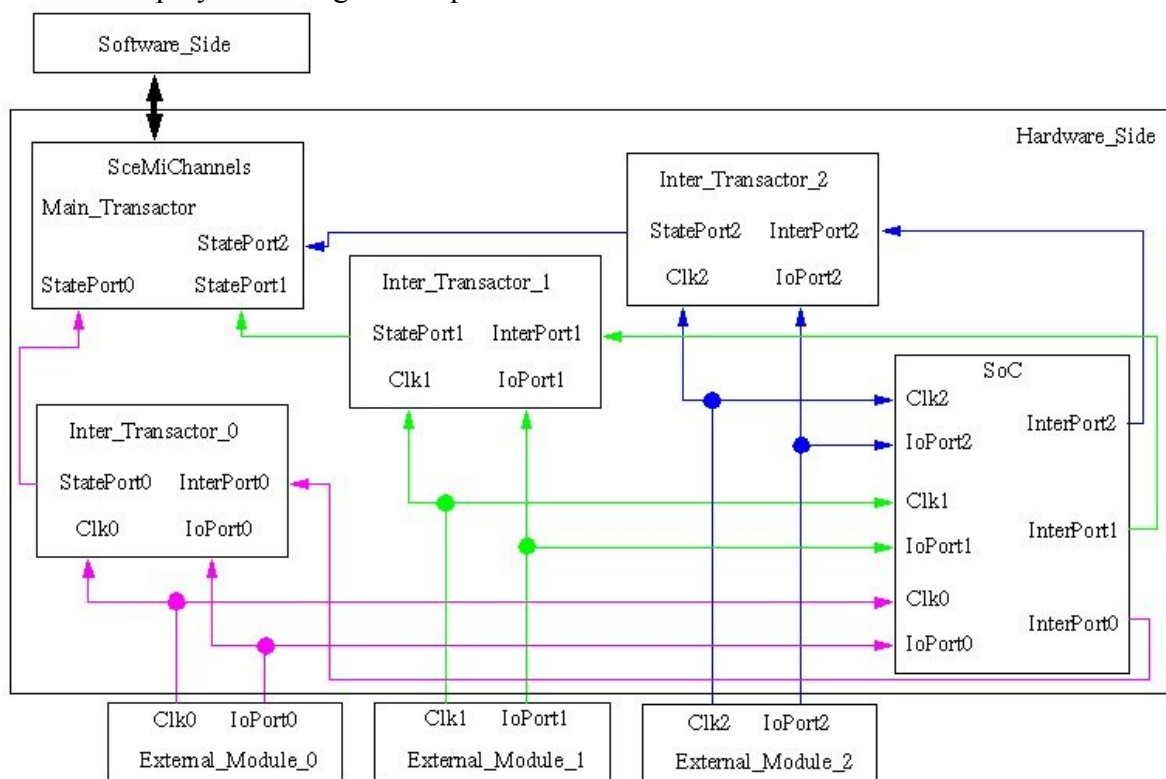 Software_Side
Hardware_Side
SceMiChannels
Main_Transactor
StatePort2
StatePort0 StatePort1
Inter_Transactor_2
StatePort2 InterPort2
Clk2 IoPort2
Inter_Transactor_1
StatePort1 InterPort1
Clk1 IoPort1
Inter_Transactor_0
StatePort0 InterPort0
Clk0 IoPort0
SoC
Clk2
InterPort2
IoPort2
Clk1
InterPort1
IoPort1
Clk0
InterPort0
IoPort0
Clk0 IoPort0
External_Module_0
Clk1 IoPort1
External_Module_1
Clk2 IoPort2
External_Module_2